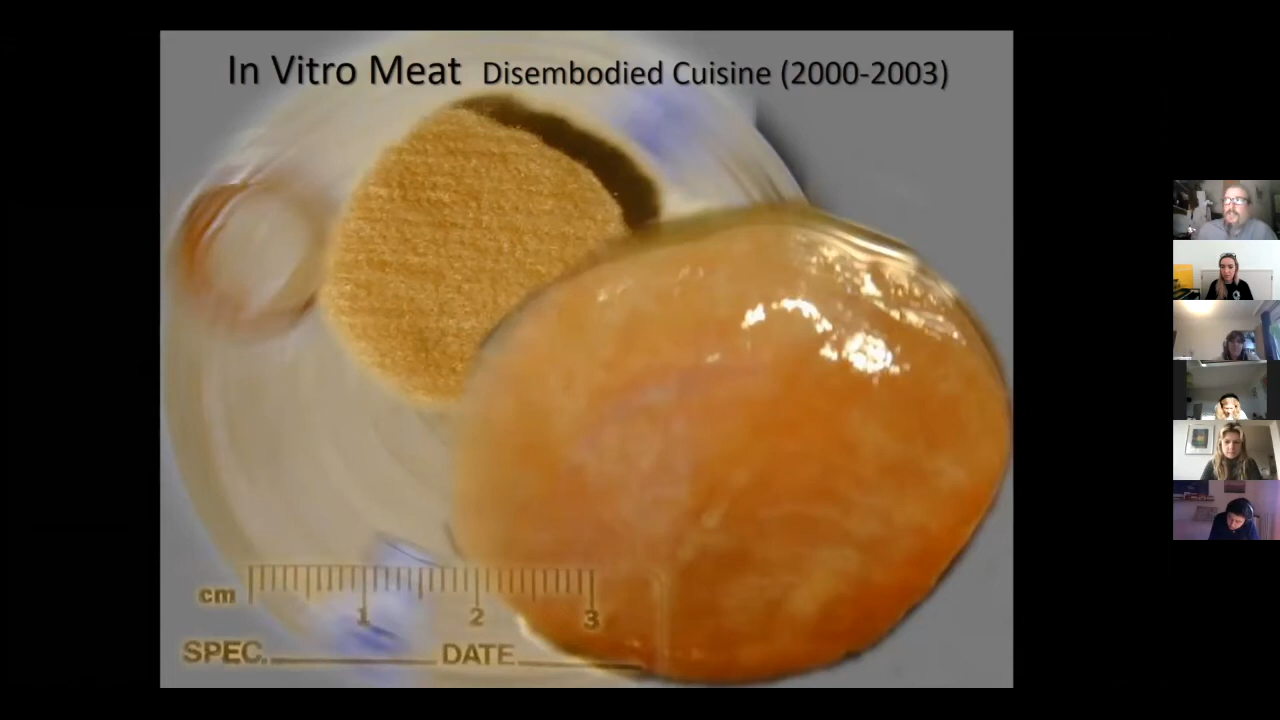 In Vitro Meat Disembodied Cuisine (2000-2003)
cm 1 2 3
SPEC. DATE